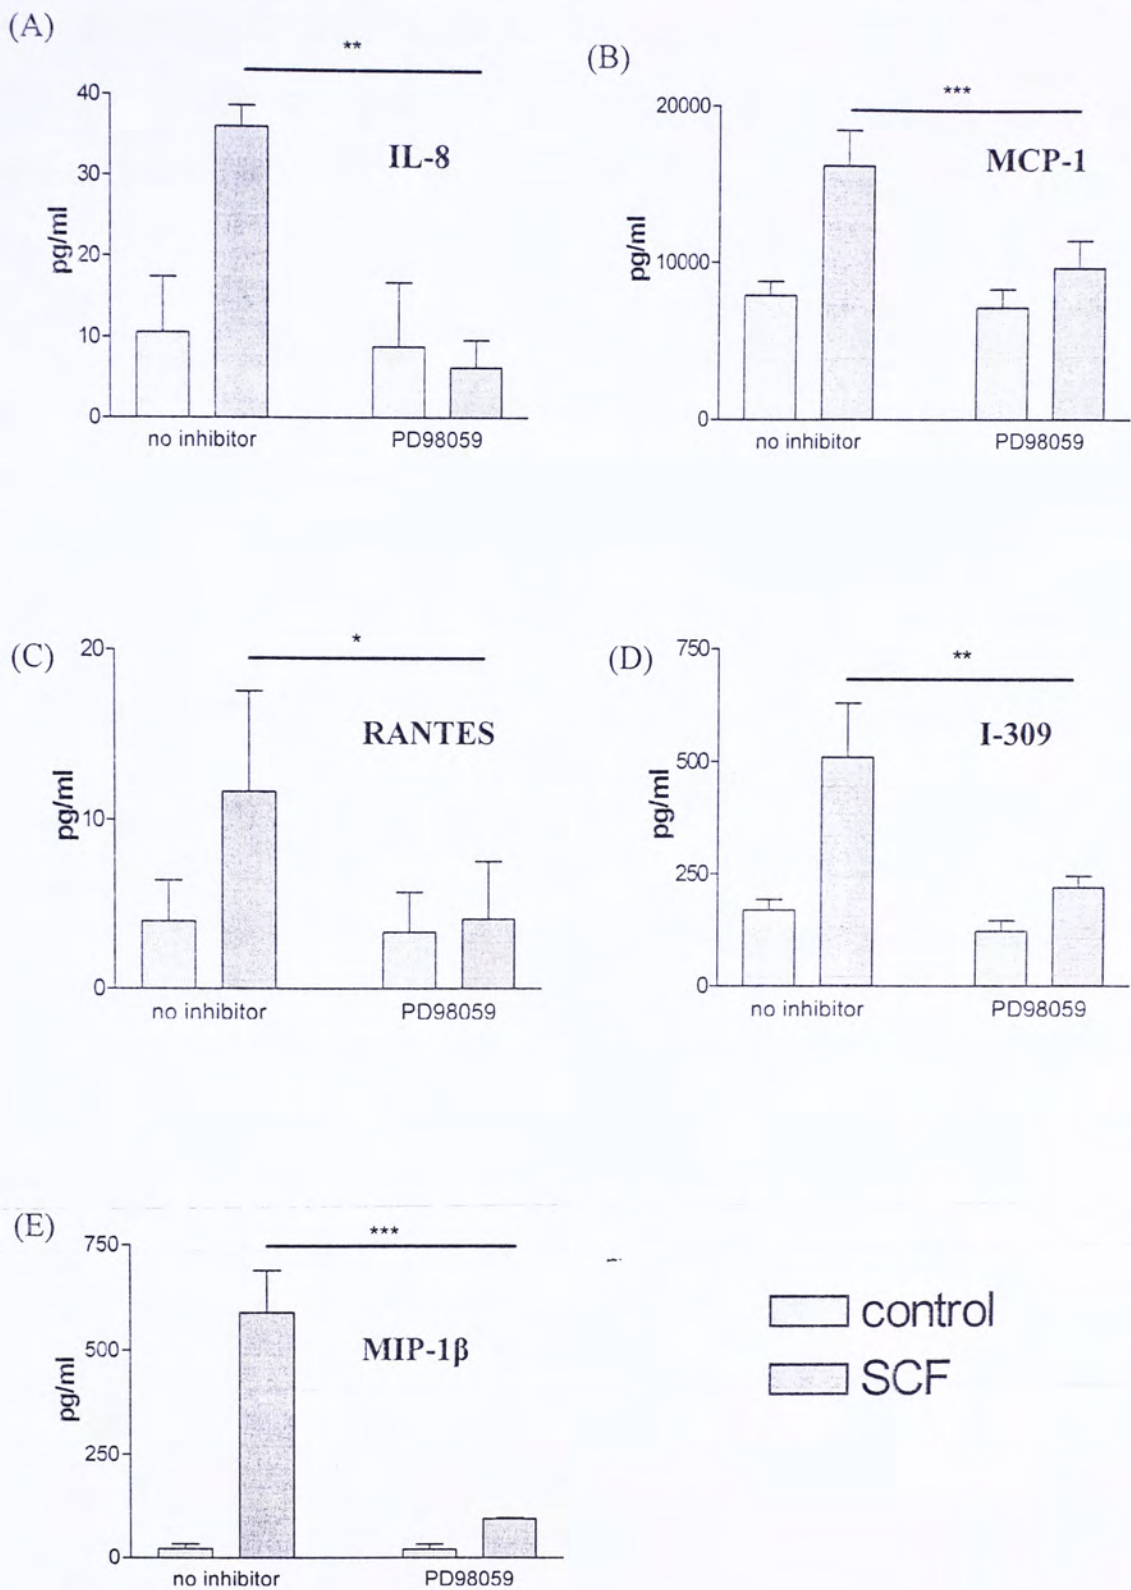 (A)
**
40
30
20
10
0
pg/ml
IL-8
no inhibitor
PD98059
(B)
***
20000
10000
0
pg/ml
MCP-1
no inhibitor
PD98059
(C)
*
20
10
0
pg/ml
RANTES
no inhibitor
PD98059
(D)
**
750
500
250
0
pg/ml
I-309
no inhibitor
PD98059
(E)
***
750
500
250
0
pg/ml
MIP-1β
no inhibitor
PD98059
control
SCF